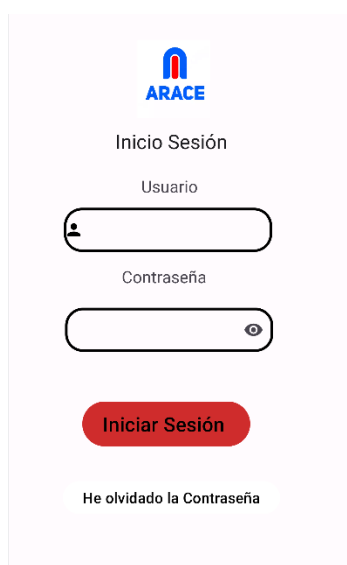 ARACE
Inicio Sesión
Usuario
Contraseña
Iniciar Sesión
He olvidado la Contraseña